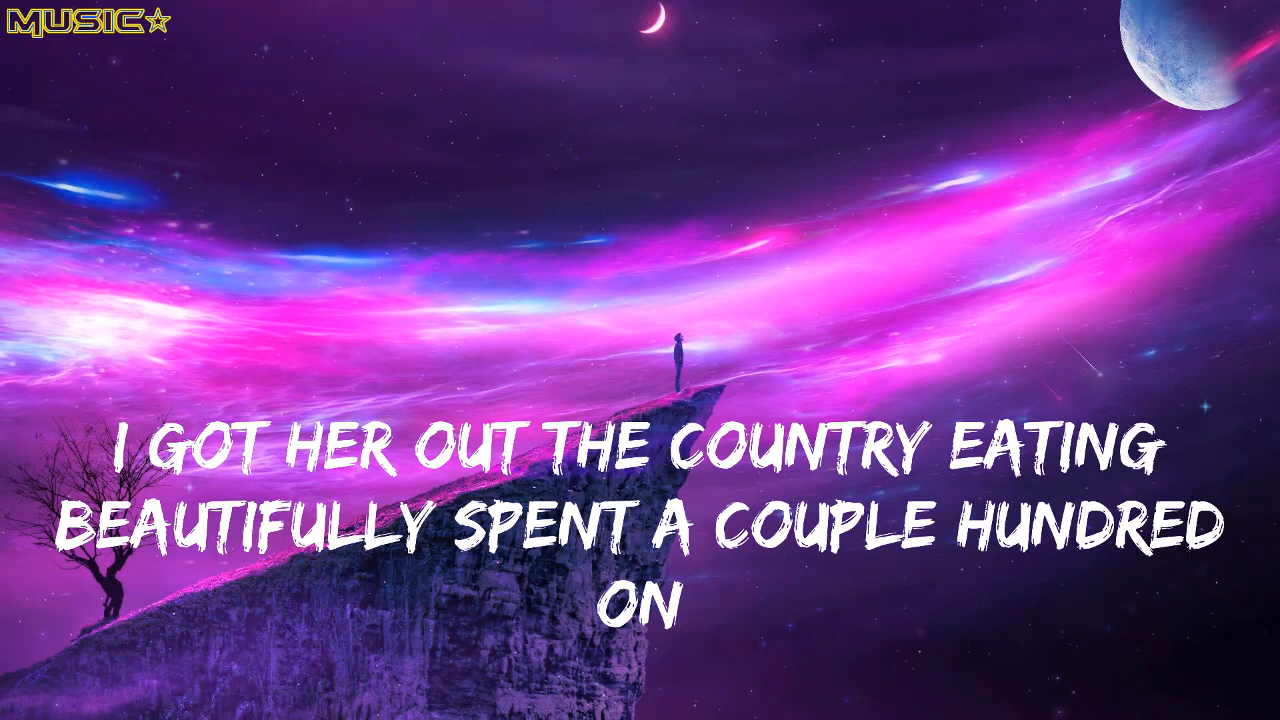 MUSIC☆
I GOT HER OUT THE COUNTRY EATING
BEAUTIFULLY SPENT A COUPLE HUNDRED
ON